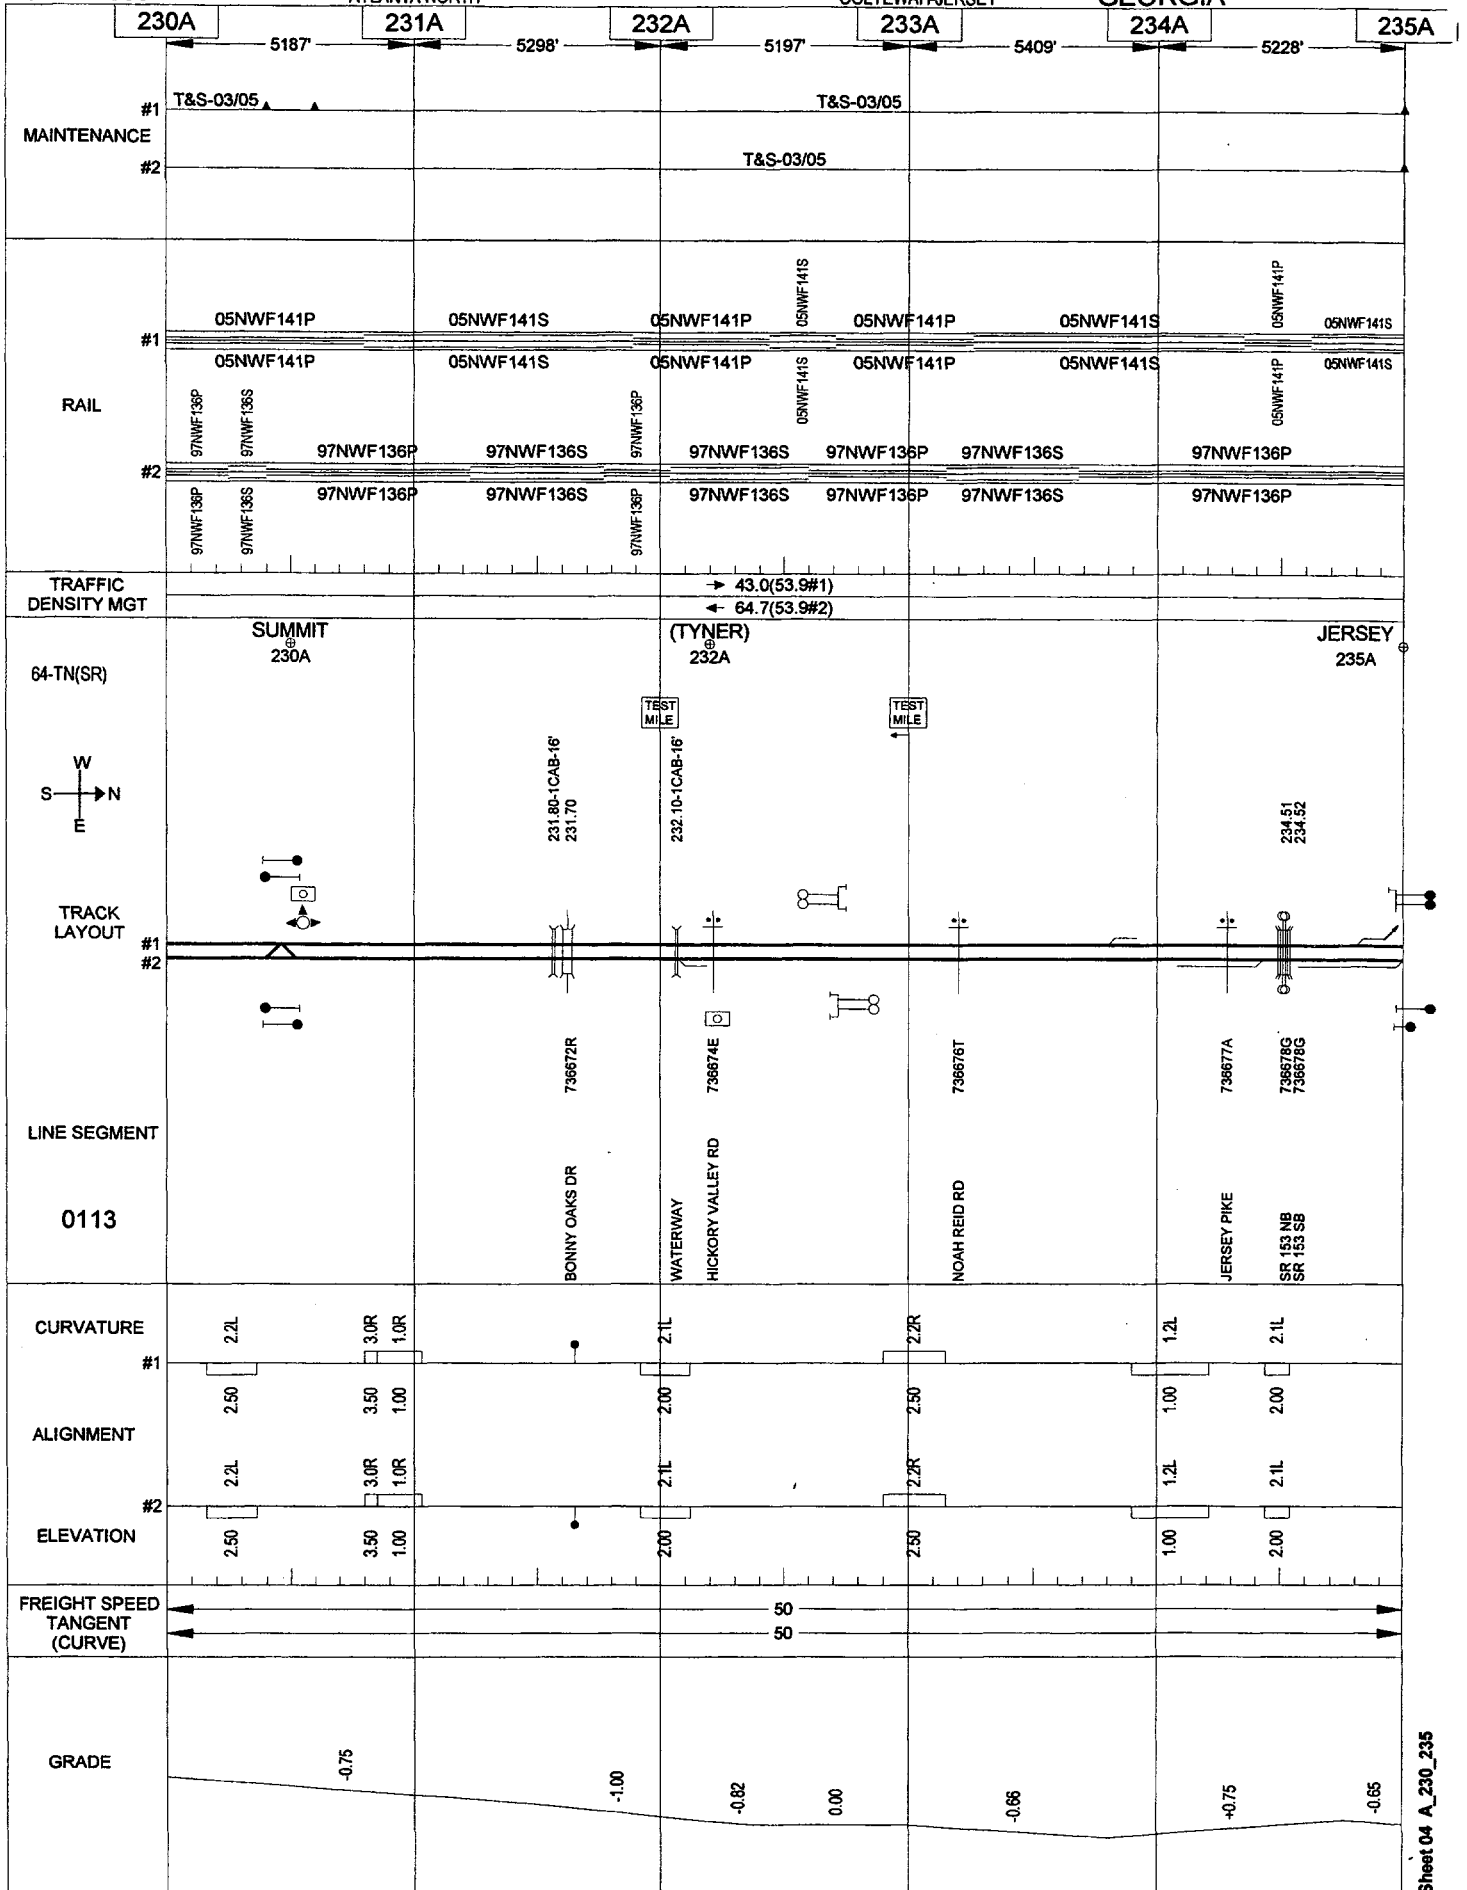 GEORGIA
230A 231A 232A 233A 234A 235A
5187' 5298' 5197' 5409' 5228'
MAINTENANCE
#1 T&S-03/05 T&S-03/05
#2 T&S-03/05
RAIL
05NWF141S 05NWF141P
#1 05NWF141P 05NWF141S 05NWF141P 05NWF141P 05NWF141S 05NWF141S
05NWF141P 05NWF141S 05NWF141P 05NWF141P 05NWF141S 05NWF141S
05NWF141S 05NWF141P
97NWF136P 97NWF136S 97NWF136P
#2 97NWF136P 97NWF136S 97NWF136S 97NWF136P 97NWF136S 97NWF136P
97NWF136P 97NWF136S 97NWF136S 97NWF136P 97NWF136S 97NWF136P
97NWF136P 97NWF136S 97NWF136P
TRAFFIC
DENSITY MGT
43.0(53.9#1)
64.7(53.9#2)
SUMMIT (TYNER) JERSEY
230A 232A 235A
64-TN(SR)
TEST
MILE
TEST
MILE
W
S N
E
231.80-1CAB-16'
231.70
232.10-1CAB-16'
234.51
234.52
TRACK
LAYOUT
#1
#2
736672R 736674E 736676T 736677A 736678G
736678G
LINE SEGMENT
0113
BONNY OAKS DR
WATERWAY
HICKORY VALLEY RD
NOAH REID RD
JERSEY PIKE
SR 153 NB
SR 153 SB
CURVATURE
2.2L 3.0R 1.0R 2.1L 2.2R 1.2L 2.1L
#1
2.50 3.50 1.00 2.00 2.50 1.00 2.00
ALIGNMENT
2.2L 3.0R 1.0R 2.1L 2.2R 1.2L 2.1L
#2
ELEVATION
2.50 3.50 1.00 2.00 2.50 1.00 2.00
FREIGHT SPEED
TANGENT
(CURVE)
50
50
GRADE
-0.75 -1.00 -0.82 0.00 -0.66 +0.75 -0.65
Sheet 04 A_230_235